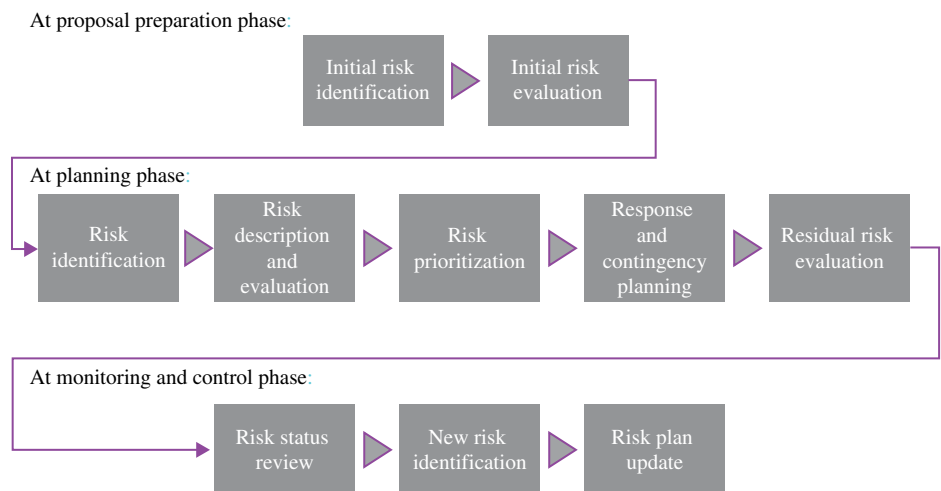 At proposal preparation phase:
Initial risk
identification
Initial risk
evaluation
At planning phase:
Risk
identification
Risk
description
and
evaluation
Risk
prioritization
Response
and
contingency
planning
Residual risk
evaluation
At monitoring and control phase:
Risk status
review
New risk
identification
Risk plan
update